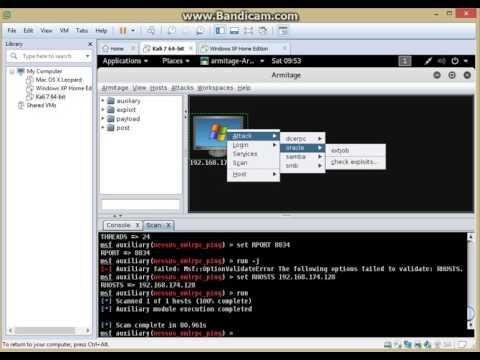 www.Bandicam.com
File Edit View VM Tabs Help
Library
Type here to search
My Computer
Mac OS X Leopard
Windows XP Home Edit
Kali 7 64-bit
Shared VMs
Home
Kali 7 64-bit
Windows XP Home Edition
Applications
Places
armitage-Ar...
Sat 09:53
1
Armitage
Armitage View Hosts Attacks Workspaces Help
auxiliary
exploit
payload
post
192.168.17
Attack
Login
Services
Scan
Host
dcerpc
oracle
samba
smb
extjob
check exploits...
Console X Scan X
THREADS => 24
msf auxiliary(nessus_xmlrpc_ping) > set RPORT 8834
RPORT => 8834
msf auxiliary(nessus_xmlrpc_ping) > run -j
[-] Auxiliary failed: Msf::OptionValidateError The following options failed to validate: RHOSTS.
msf auxiliary(nessus_xmlrpc_ping) > set RHOSTS 192.168.174.128
RHOSTS => 192.168.174.128
msf auxiliary(nessus_xmlrpc_ping) > run
[*] Scanned 1 of 1 hosts (100% complete)
[*] Auxiliary module execution completed
[*] Scan complete in 80.961s
msf auxiliary(nessus_xmlrpc_ping) >
To return to your computer, press Ctrl+Alt.